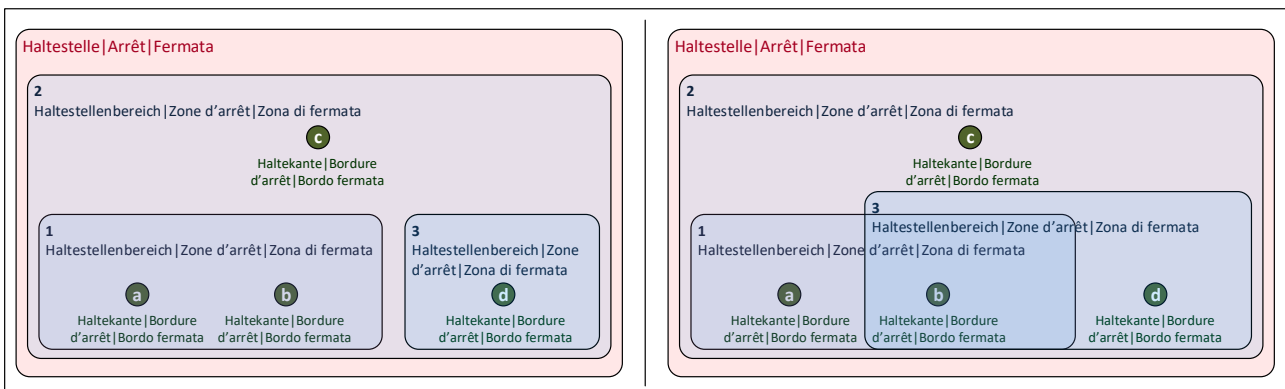 Haltestelle|Arrêt|Fermata
2
Haltestellenbereich|Zone d'arrêt|Zona di fermata
c
Haltekante|Bordure
d'arrêt|Bordo fermata
1
Haltestellenbereich|Zone d'arrêt|Zona di fermata
a
Haltekante|Bordure
d'arrêt|Bordo fermata
b
Haltekante|Bordure
d'arrêt|Bordo fermata
3
Haltestellenbereich|Zone
d'arrêt|Zona di fermata
d
Haltekante|Bordure
d'arrêt|Bordo fermata
Haltestelle|Arrêt|Fermata
2
Haltestellenbereich|Zone d'arrêt|Zona di fermata
c
Haltekante|Bordure
d'arrêt|Bordo fermata
1
Haltestellenbereich|Zone d'arrêt|Zona di fermata
a
Haltekante|Bordure
d'arrêt|Bordo fermata
3
Haltestellenbereich|Zone d'arrêt|Zona di fermata
b
Haltekante|Bordure
d'arrêt|Bordo fermata
d
Haltekante|Bordure
d'arrêt|Bordo fermata